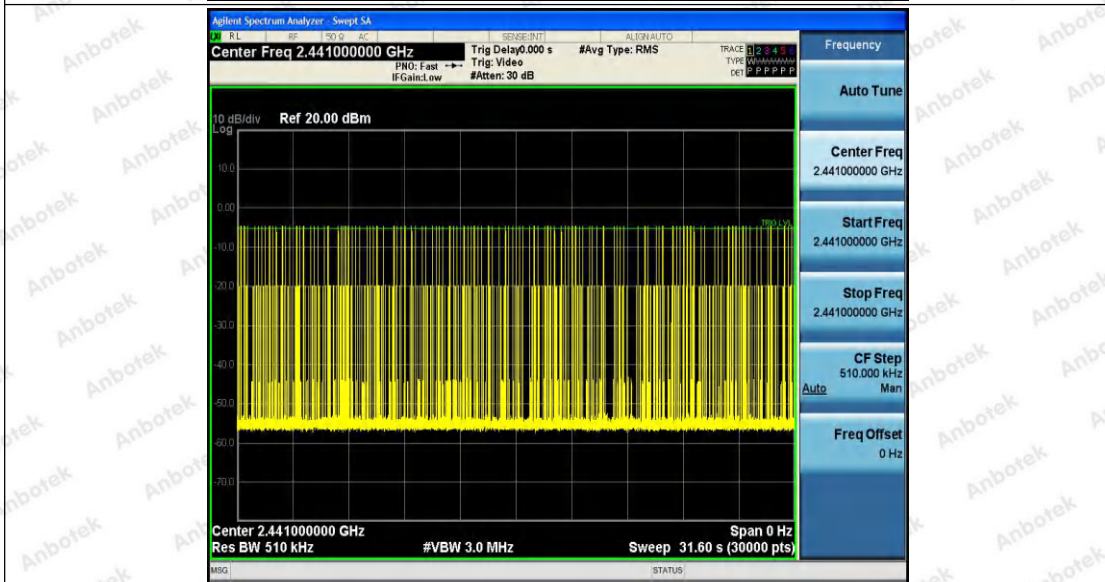 Agilent Spectrum Analyzer - Swept SA
RL RF 50 Ω AC SENSE:INT ALIGN AUTO
Center Freq 2.441000000 GHz
PNO: Fast
IFGain:Low
Trig Delay0.000 s
Trig: Video
#Atten: 30 dB
#Avg Type: RMS
TRACE 1 2 3 4 5 6
TYPE W
DET P P P P P P
10 dB/div Ref 20.00 dBm
Log
10.0
0.00
TRIG LVL
-10.0
-20.0
-30.0
-40.0
-50.0
-60.0
-70.0
Center 2.441000000 GHz Span 0 Hz
Res BW 510 kHz #VBW 3.0 MHz Sweep 31.60 s (30000 pts)
MSG STATUS
Frequency
Auto Tune
Center Freq
2.441000000 GHz
Start Freq
2.441000000 GHz
Stop Freq
2.441000000 GHz
CF Step
510.000 kHz
Auto Man
Freq Offset
0 Hz
Anbotek